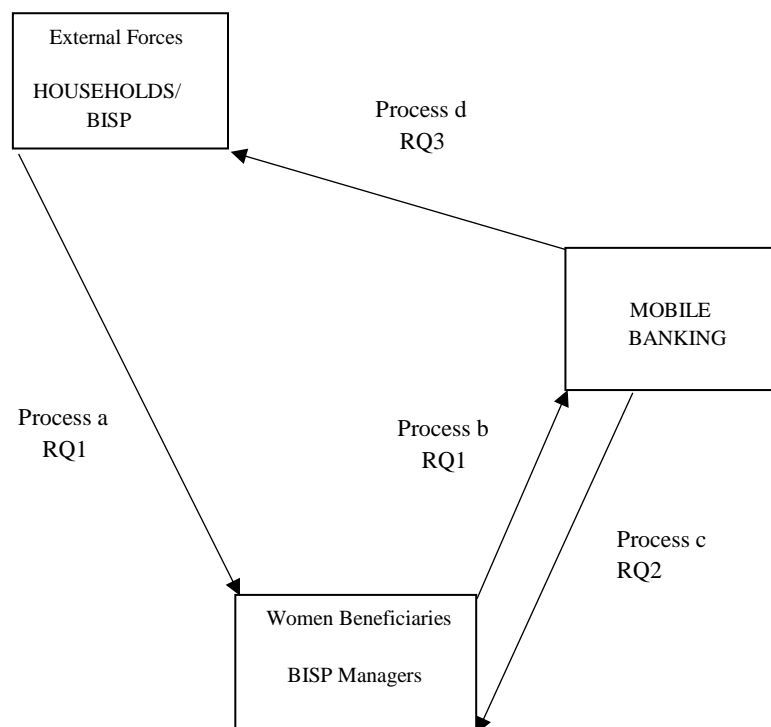 External Forces
HOUSEHOLDS/
BISP
Process d
RQ3
MOBILE
BANKING
Process a
RQ1
Process b
RQ1
Process c
RQ2
Women Beneficiaries
BISP Managers